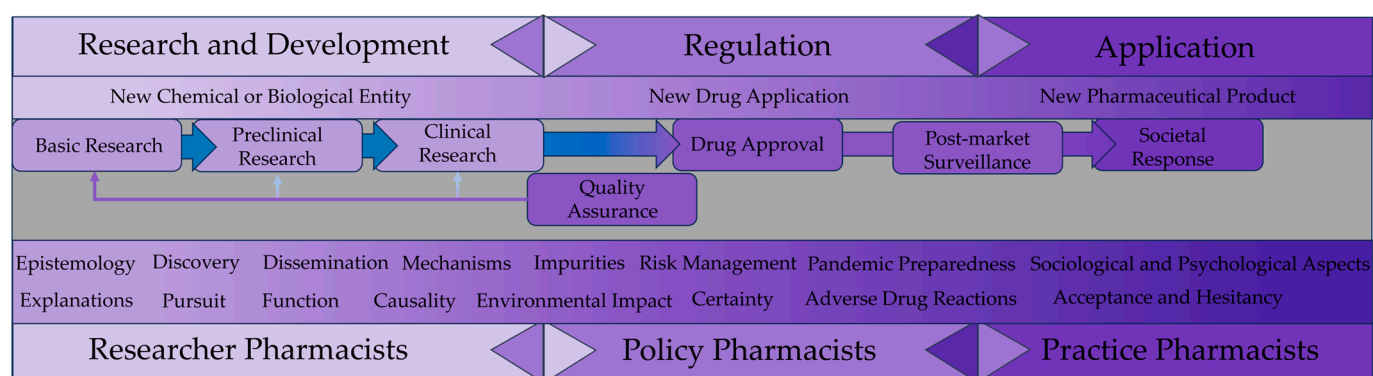 Research and Development
Regulation
Application
New Chemical or Biological Entity
New Drug Application
New Pharmaceutical Product
Basic Research
Preclinical
Research
Clinical
Research
Drug Approval
Post-market
Surveillance
Societal
Response
Quality
Assurance
Epistemology Discovery Dissemination Mechanisms Impurities Risk Management Pandemic Preparedness Sociological and Psychological Aspects
Explanations Pursuit Function Causality Environmental Impact Certainty Adverse Drug Reactions Acceptance and Hesitancy
Researcher Pharmacists
Policy Pharmacists
Practice Pharmacists